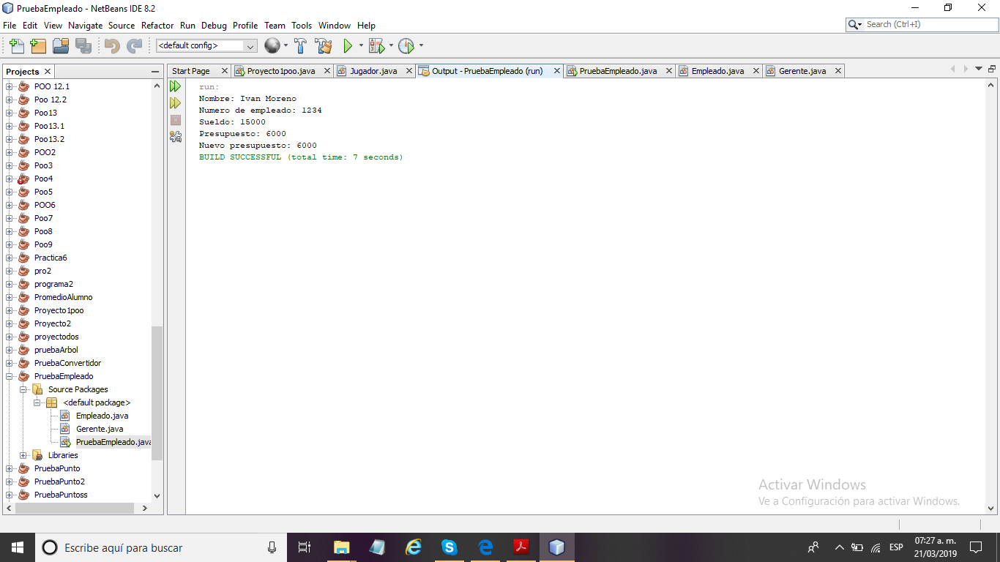 PruebaEmpleado - NetBeans IDE 8.2
File Edit View Navigate Source Refactor Run Debug Profile Team Tools Window Help
Search (Ctrl+I)
<default config>
Projects
Start Page Proyecto1poo.java Jugador.java Output - PruebaEmpleado (run) PruebaEmpleado.java Empleado.java Gerente.java
POO 12.1
Poo 12.2
Poo13
Poo13.1
Poo13.2
POO2
Poo3
Poo4
Poo5
POO6
Poo7
Poo8
Poo9
Practica6
pro2
programa2
PromedioAlumno
Proyecto1poo
Proyecto2
proyectodos
pruebaArbol
PruebaConvertidor
PruebaEmpleado
Source Packages
<default package>
Empleado.java
Gerente.java
PruebaEmpleado.java
Libraries
PruebaPunto
PruebaPunto2
PruebaPuntoss
run:
Nombre: Ivan Moreno
Numero de empleado: 1234
Sueldo: 15000
Presupuesto: 6000
Nuevo presupuesto: 6000
BUILD SUCCESSFUL (total time: 7 seconds)
Activar Windows
Ve a Configuración para activar Windows.
Escribe aquí para buscar
ESP
07:27 a. m.
21/03/2019